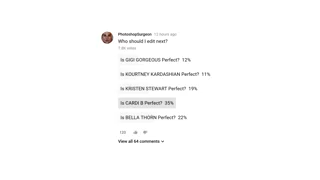 PhotoshopSurgeon 12 hours ago
Who should i edit next?
Is GIGI GORGEOUS Perfect? 12%
Is KOURTNEY KARDASHIAN Perfect? 11%
Is KRISTEN STEWART Perfect? 19%
Is CARDI B Perfect? 35%
Is BELLA THORN Perfect? 22%
View all 64 comments